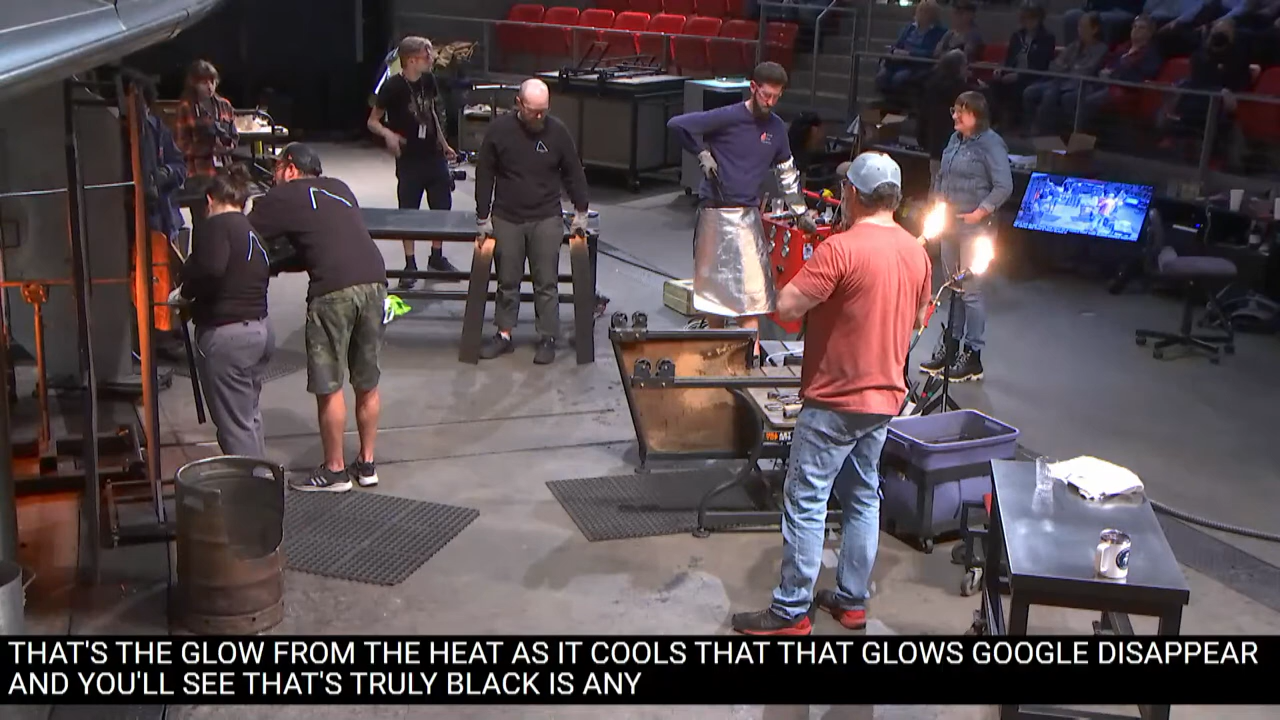 THAT'S THE GLOW FROM THE HEAT AS IT COOLS THAT THAT GLOWS GOOGLE DISAPPEAR
AND YOU'LL SEE THAT'S TRULY BLACK IS ANY